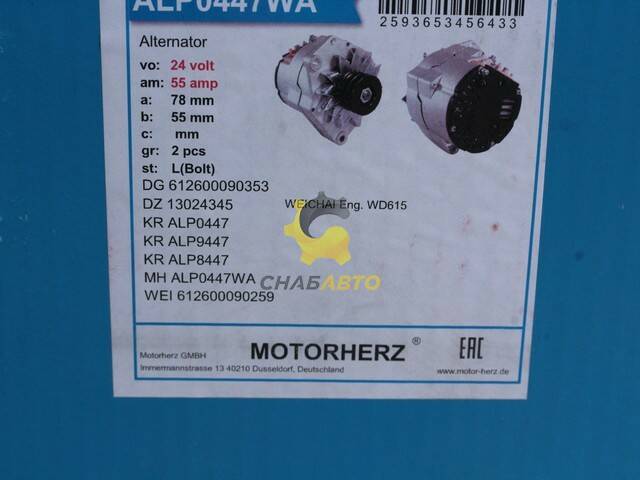 ALP0447WA
2593653456433
Alternator
vo: 24 volt
am: 55 amp
a: 78 mm
b: 55 mm
c: mm
gr: 2 pcs
st: L(Bolt)
DG 612600090353
DZ 13024345 WEICHAI Eng. WD615
KR ALP0447
KR ALP9447
KR ALP8447
MH ALP0447WA
WEI 612600090259
СНАБАВТО
Motorherz GMBH
Immermannstrasse 13 40210 Dusseldorf, Deutschland
MOTORHERZ ®
EAC
www.motor-herz.de